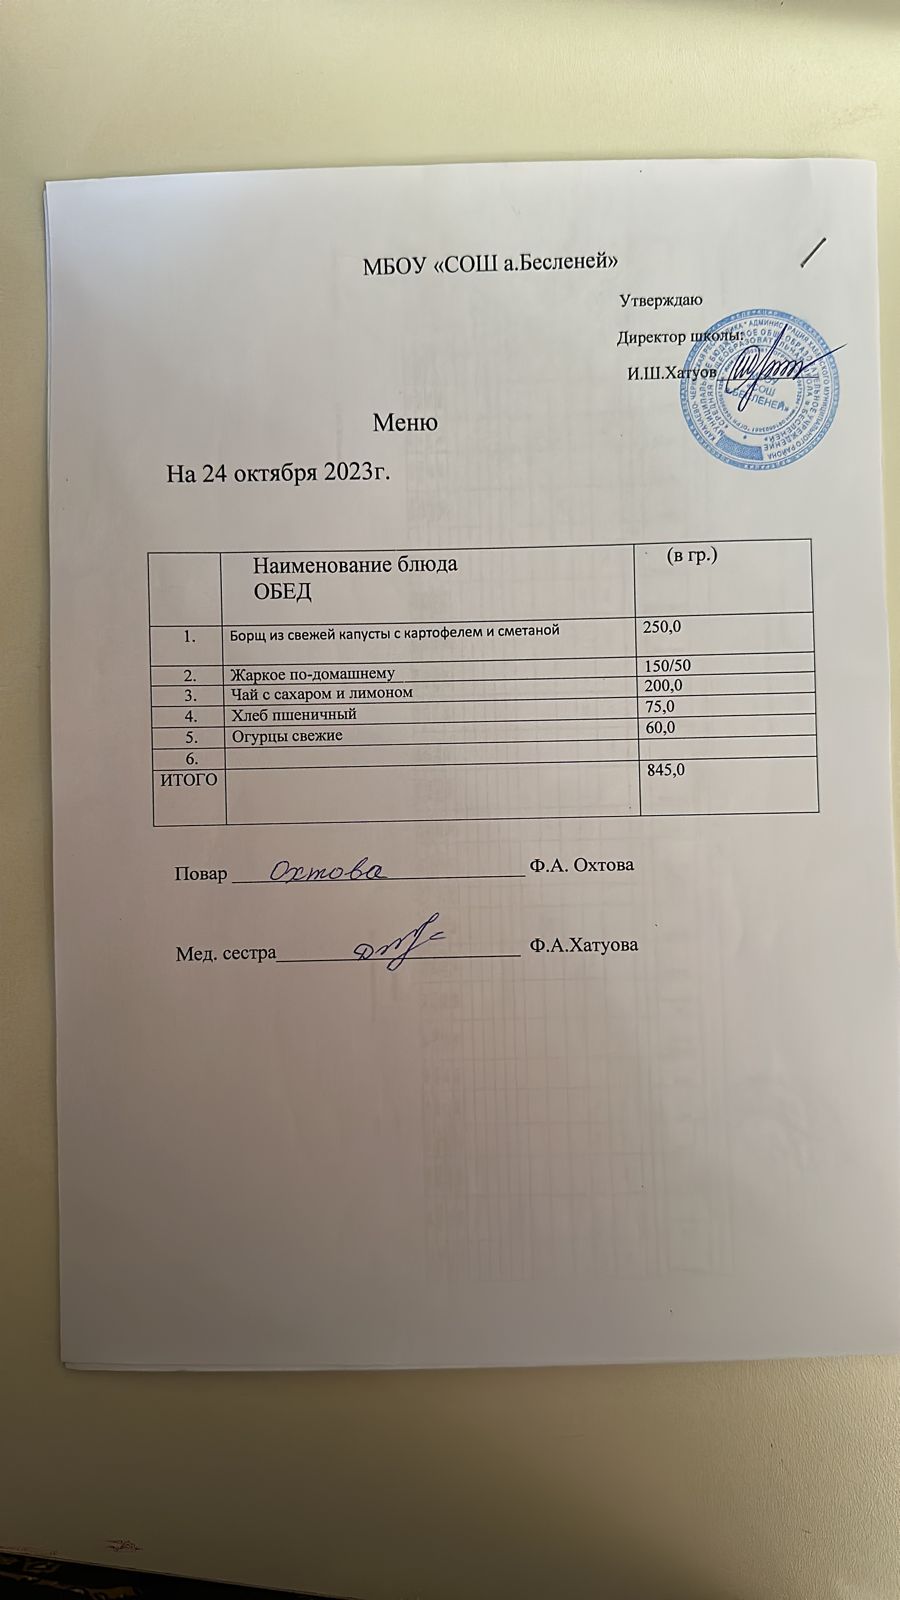 МБОУ «СОШ а.Бесленей»
Утверждаю
Директор школы:
И.Ш.Хатуов
Меню
На 24 октября 2023г.
Наименование блюда (в гр.)
ОБЕД
1. Борщ из свежей капусты с картофелем и сметаной 250,0
2. Жаркое по-домашнему 150/50
3. Чай с сахаром и лимоном 200,0
4. Хлеб пшеничный 75,0
5. Огурцы свежие 60,0
6.
ИТОГО 845,0
Повар Охтова Ф.А. Охтова
Мед. сестра Ф.А.Хатуова